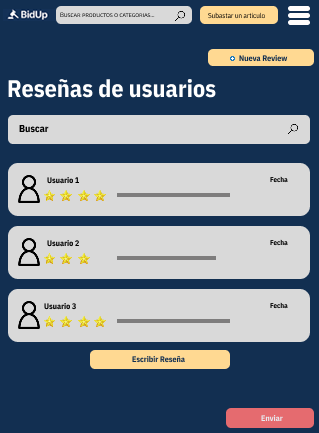 BidUp
BUSCAR PRODUCTOS O CATEGORIAS...
Subastar un artículo
Nueva Review
Reseñas de usuarios
Buscar
Usuario 1
Fecha
Usuario 2
Fecha
Usuario 3
Fecha
Escribir Reseña
Enviar